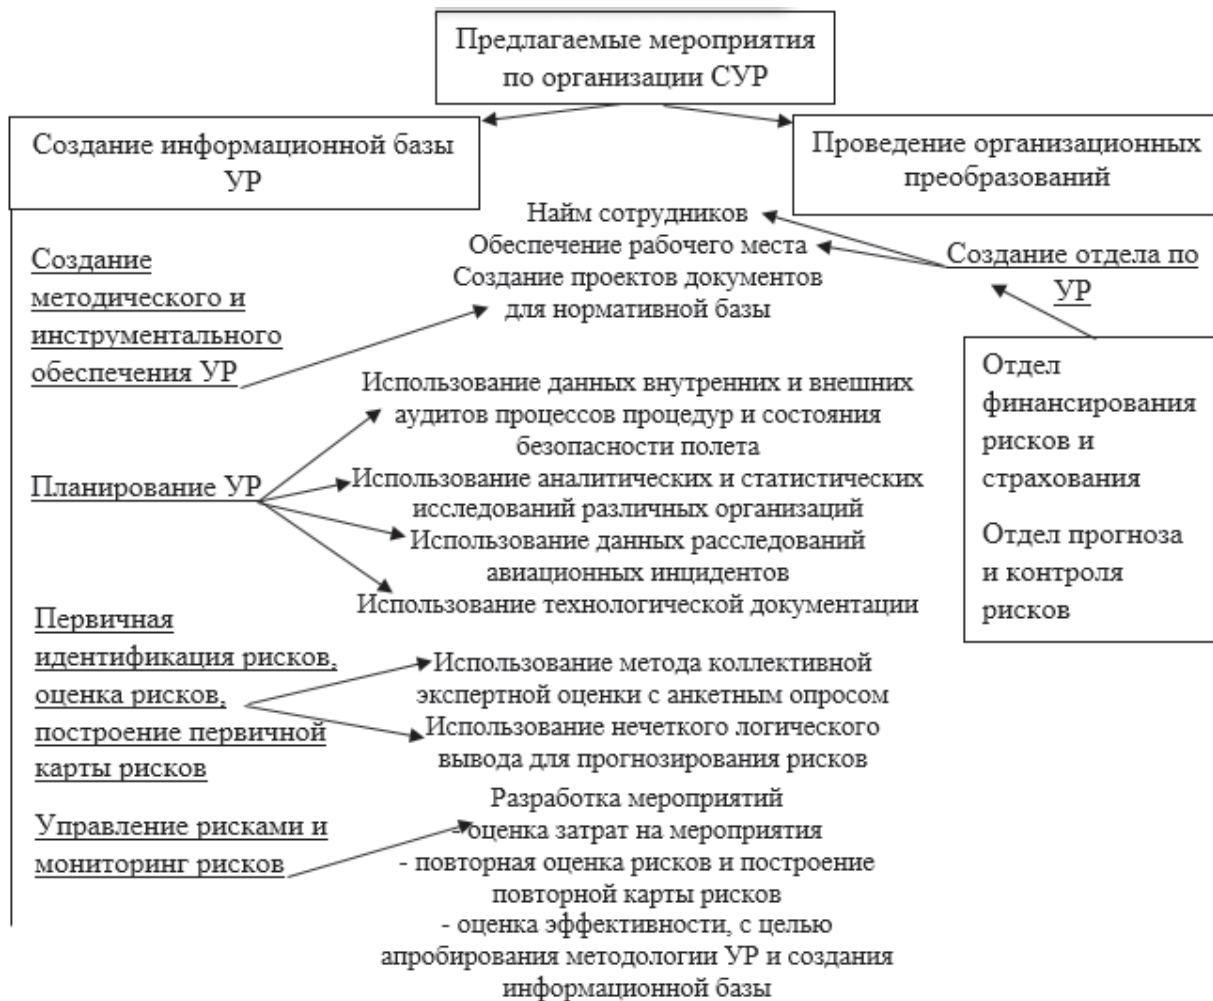 Предлагаемые мероприятия
по организации СУР
Создание информационной базы
УР
Проведение организационных
преобразований
Найм сотрудников
Обеспечение рабочего места
Создание проектов документов
для нормативной базы
Создание
методического и
инструментального
обеспечения УР
Создание отдела по
УР
Отдел
финансирования
рисков и
страхования
Отдел прогноза
и контроля
рисков
Использование данных внутренних и внешних
аудитов процессов процедур и состояния
безопасности полета
Планирование УР
Использование аналитических и статистических
исследований различных организаций
Использование данных расследований
авиационных инцидентов
Использование технологической документации
Первичная
идентификация рисков,
оценка рисков,
построение первичной
карты рисков
Использование метода коллективной
экспертной оценки с анкетным опросом
Использование нечеткого логического
вывода для прогнозирования рисков
Управление рисками и
мониторинг рисков
Разработка мероприятий
- оценка затрат на мероприятия
- повторная оценка рисков и построение
повторной карты рисков
- оценка эффективности, с целью
апробирования методологии УР и создания
информационной базы